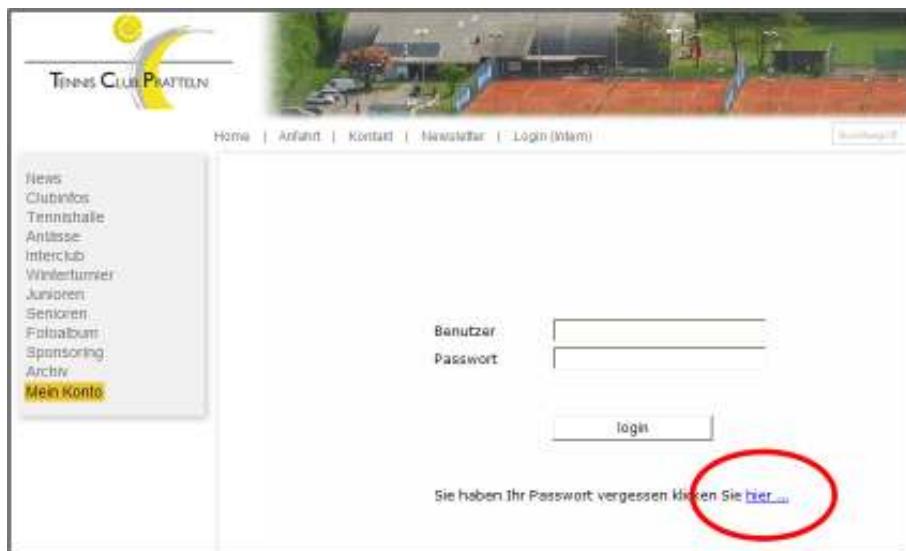 TENNIS CLUB PRATTELN
Home | Anfahrt | Kontakt | Newsletter | Login (Intern)
News
Clubinfos
Tennishalle
Anlässe
Interclub
Winterturnier
Junioren
Senioren
Fotoalbum
Sponsoring
Archiv
Mein Konto
Benutzer
Passwort
login
Sie haben Ihr Passwort vergessen klicken Sie hier ...